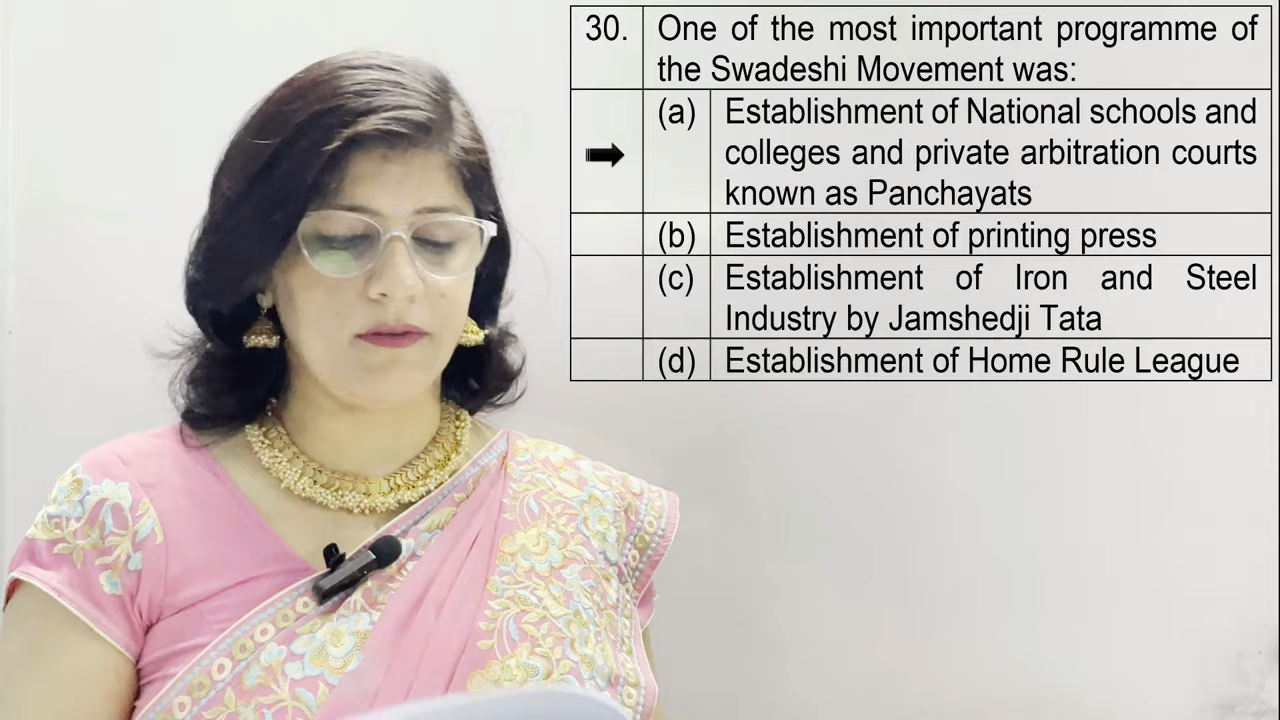 30. One of the most important programme of
the Swadeshi Movement was:
(a) Establishment of National schools and
colleges and private arbitration courts
known as Panchayats
(b) Establishment of printing press
(c) Establishment of Iron and Steel
Industry by Jamshedji Tata
(d) Establishment of Home Rule League